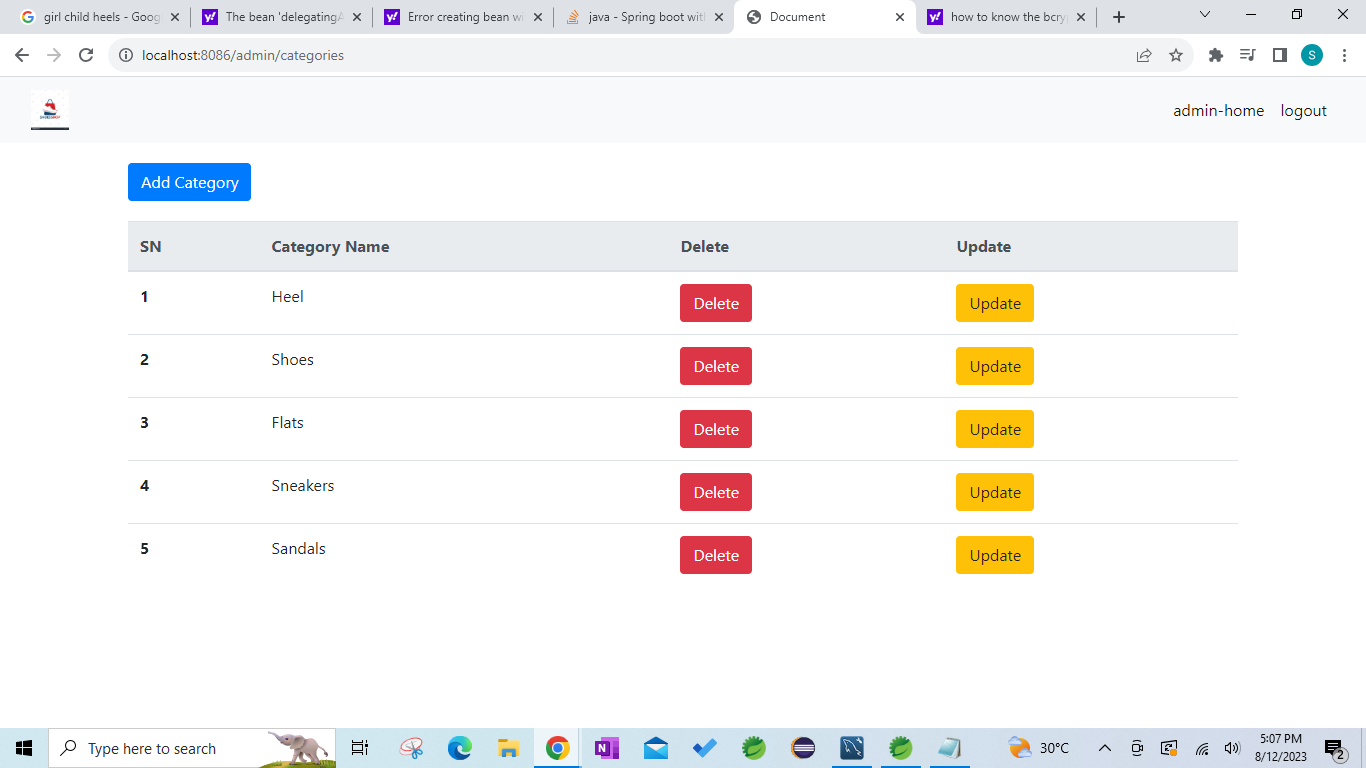 girl child heels - Goog
The bean 'delegatingA
Error creating bean wi
java - Spring boot with
Document
how to know the bcry
localhost:8086/admin/categories
S
admin-home logout
Add Category
SN Category Name Delete Update
1 Heel Delete Update
2 Shoes Delete Update
3 Flats Delete Update
4 Sneakers Delete Update
5 Sandals Delete Update
Type here to search
30°C
5:07 PM
8/12/2023
2